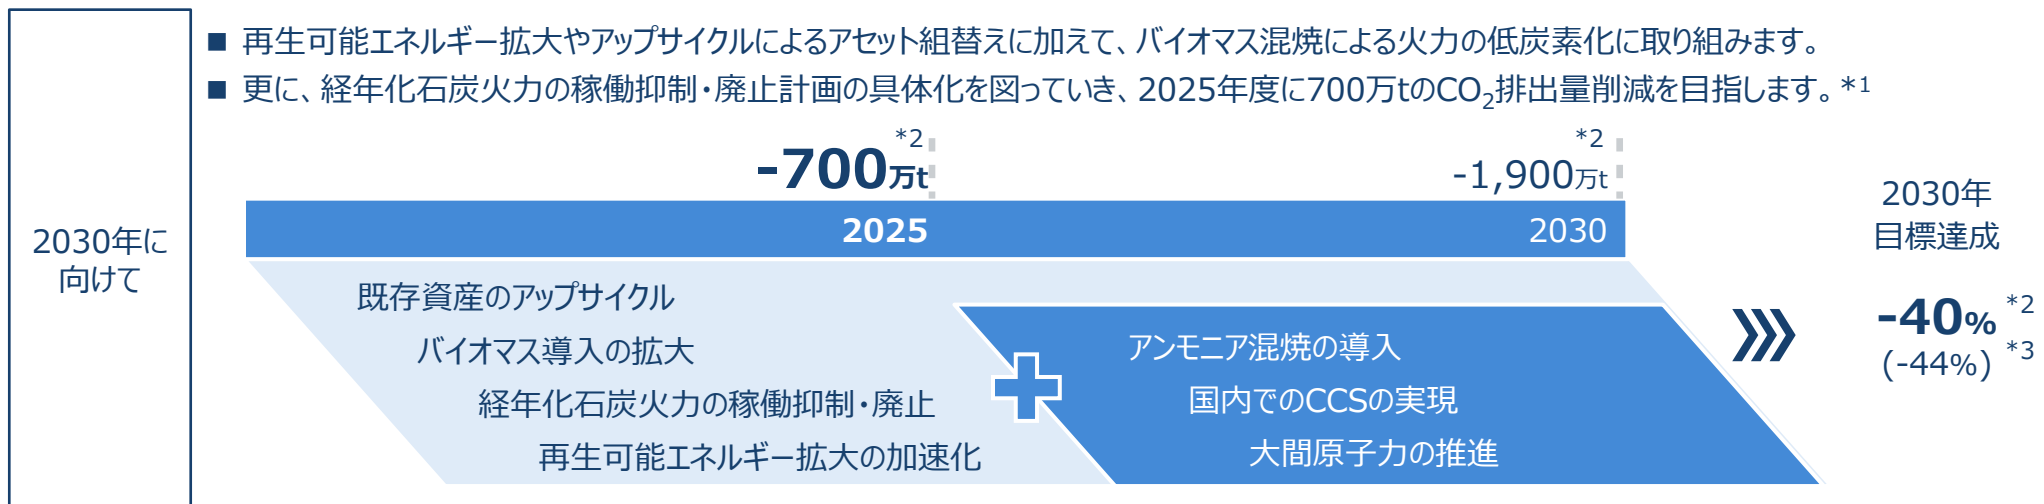 2030年に
向けて
■ 再生可能エネルギー拡大やアップサイクルによるアセット組替えに加えて、バイオマス混焼による火力の低炭素化に取り組みます。
■ 更に、経年化石炭火力の稼働抑制・廃止計画の具体化を図っていき、2025年度に700万tのCO2排出量削減を目指します。*1
-700万t *2
-1,900万t *2
2025
2030
既存資産のアップサイクル
バイオマス導入の拡大
経年化石炭火力の稼働抑制・廃止
再生可能エネルギー拡大の加速化
アンモニア混焼の導入
国内でのCCSの実現
大間原子力の推進
2030年
目標達成
-40% *2
(-44%) *3